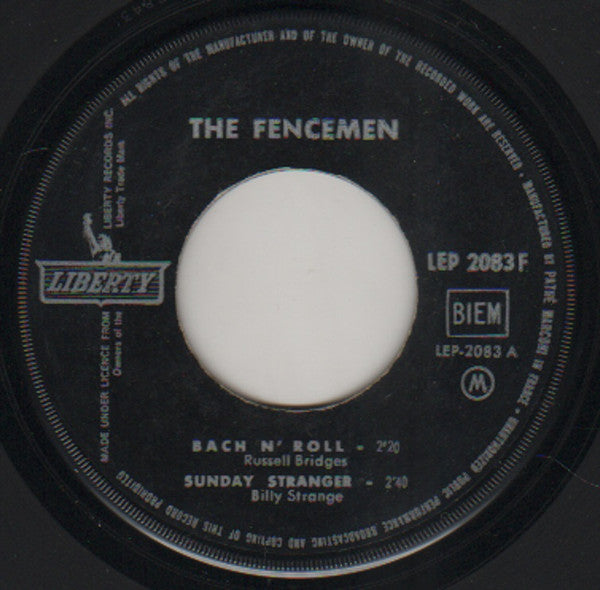 ALL RIGHTS OF THE MANUFACTURER AND OF THE OWNER OF THE RECORDED WORK ARE RESERVED - MANUFACTURED BY PATHÉ MARCONI IN FRANCE - UNAUTHORIZED PUBLIC PERFORMANCE BROADCASTING AND COPYING OF THIS RECORD PROHIBITED
THE FENCEMEN
MADE UNDER LICENCE FROM LIBERTY RECORDS INC.
Owners of the Liberty Trade Mark
LIBERTY
LEP 2083 F
BIEM
LEP-2083 A
M
BACH N' ROLL - 2'20
Russell Bridges
SUNDAY STRANGER - 2'40
Billy Strange